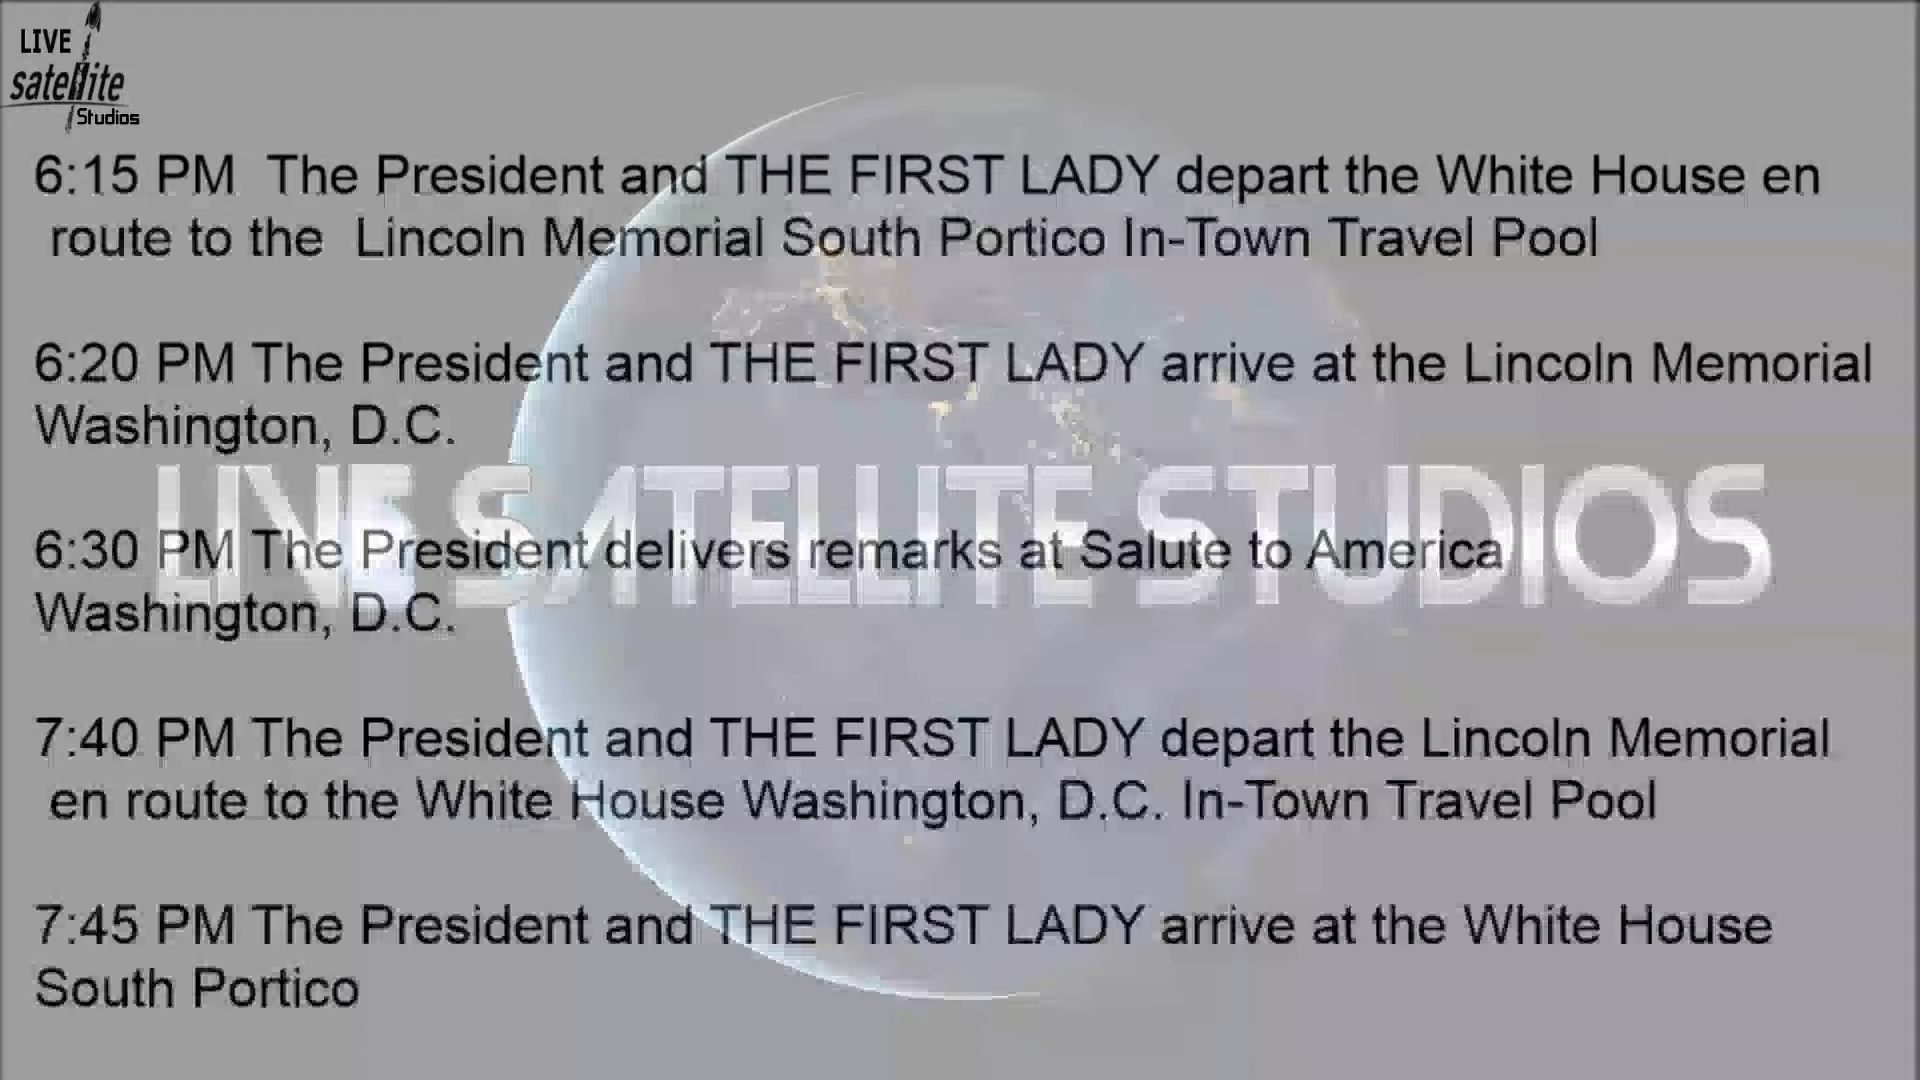 LIVE
satellite
Studios
6:15 PM The President and THE FIRST LADY depart the White House en
route to the Lincoln Memorial South Portico In-Town Travel Pool
6:20 PM The President and THE FIRST LADY arrive at the Lincoln Memorial
Washington, D.C.
LIVE SATELLITE STUDIOS
6:30 PM The President delivers remarks at Salute to America
Washington, D.C.
7:40 PM The President and THE FIRST LADY depart the Lincoln Memorial
en route to the White House Washington, D.C. In-Town Travel Pool
7:45 PM The President and THE FIRST LADY arrive at the White House
South Portico